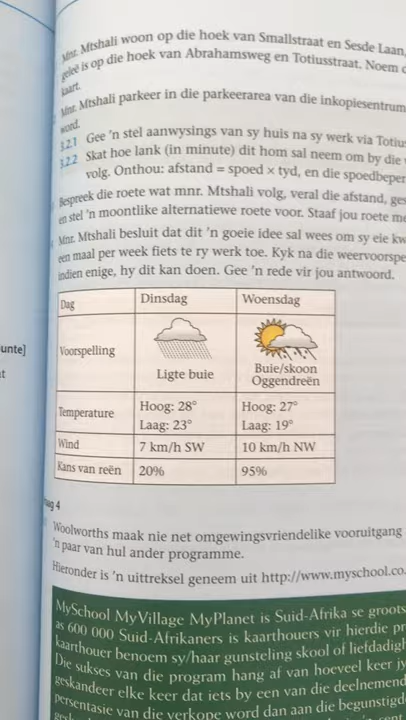 Mnr. Mtshali woon op die hoek van Smallstraat en Sesde Laan,
geleë is op die hoek van Abrahamsweg en Totiusstraat. Noem
kaart.
Mnr. Mtshali parkeer in die parkeerarea van die inkopiesentrum
word.
3.2.1 Gee 'n stel aanwysings van sy huis na sy werk via Totius
3.2.2 Skat hoe lank (in minute) dit hom sal neem om by die
volg. Onthou: afstand = spoed × tyd, en die spoedbeper
Bespreek die roete wat mnr. Mtshali volg, veral die afstand, ges
en stel 'n moontlike alternatiewe roete voor. Staaf jou roete me
Mnr. Mtshali besluit dat dit 'n goeie idee sal wees om sy eie kw
een maal per week fiets te ry werk toe. Kyk na die weervoorspe
indien enige, hy dit kan doen. Gee 'n rede vir jou antwoord.
Dag Dinsdag Woensdag
Voorspelling Ligte buie Buie/skoon
Oggendreën
Temperature Hoog: 28° Hoog: 27°
Laag: 23° Laag: 19°
Wind 7 km/h SW 10 km/h NW
Kans van reën 20% 95%
unte]
aag 4
Woolworths maak nie net omgewingsvriendelike vooruitgang
'n paar van hul ander programme.
Hieronder is 'n uittreksel geneem uit http://www.myschool.co.
MySchool MyVillage MyPlanet is Suid-Afrika se groots
as 600 000 Suid-Afrikaners is kaarthouers vir hierdie pr
kaarthouer benoem sy/haar gunsteling skool of liefdadigh
Die sukses van die program hang af van hoeveel keer jy
geskandeer elke keer dat iets by een van die deelnemend
persentasie van die verkope word dan aan die begunstigde